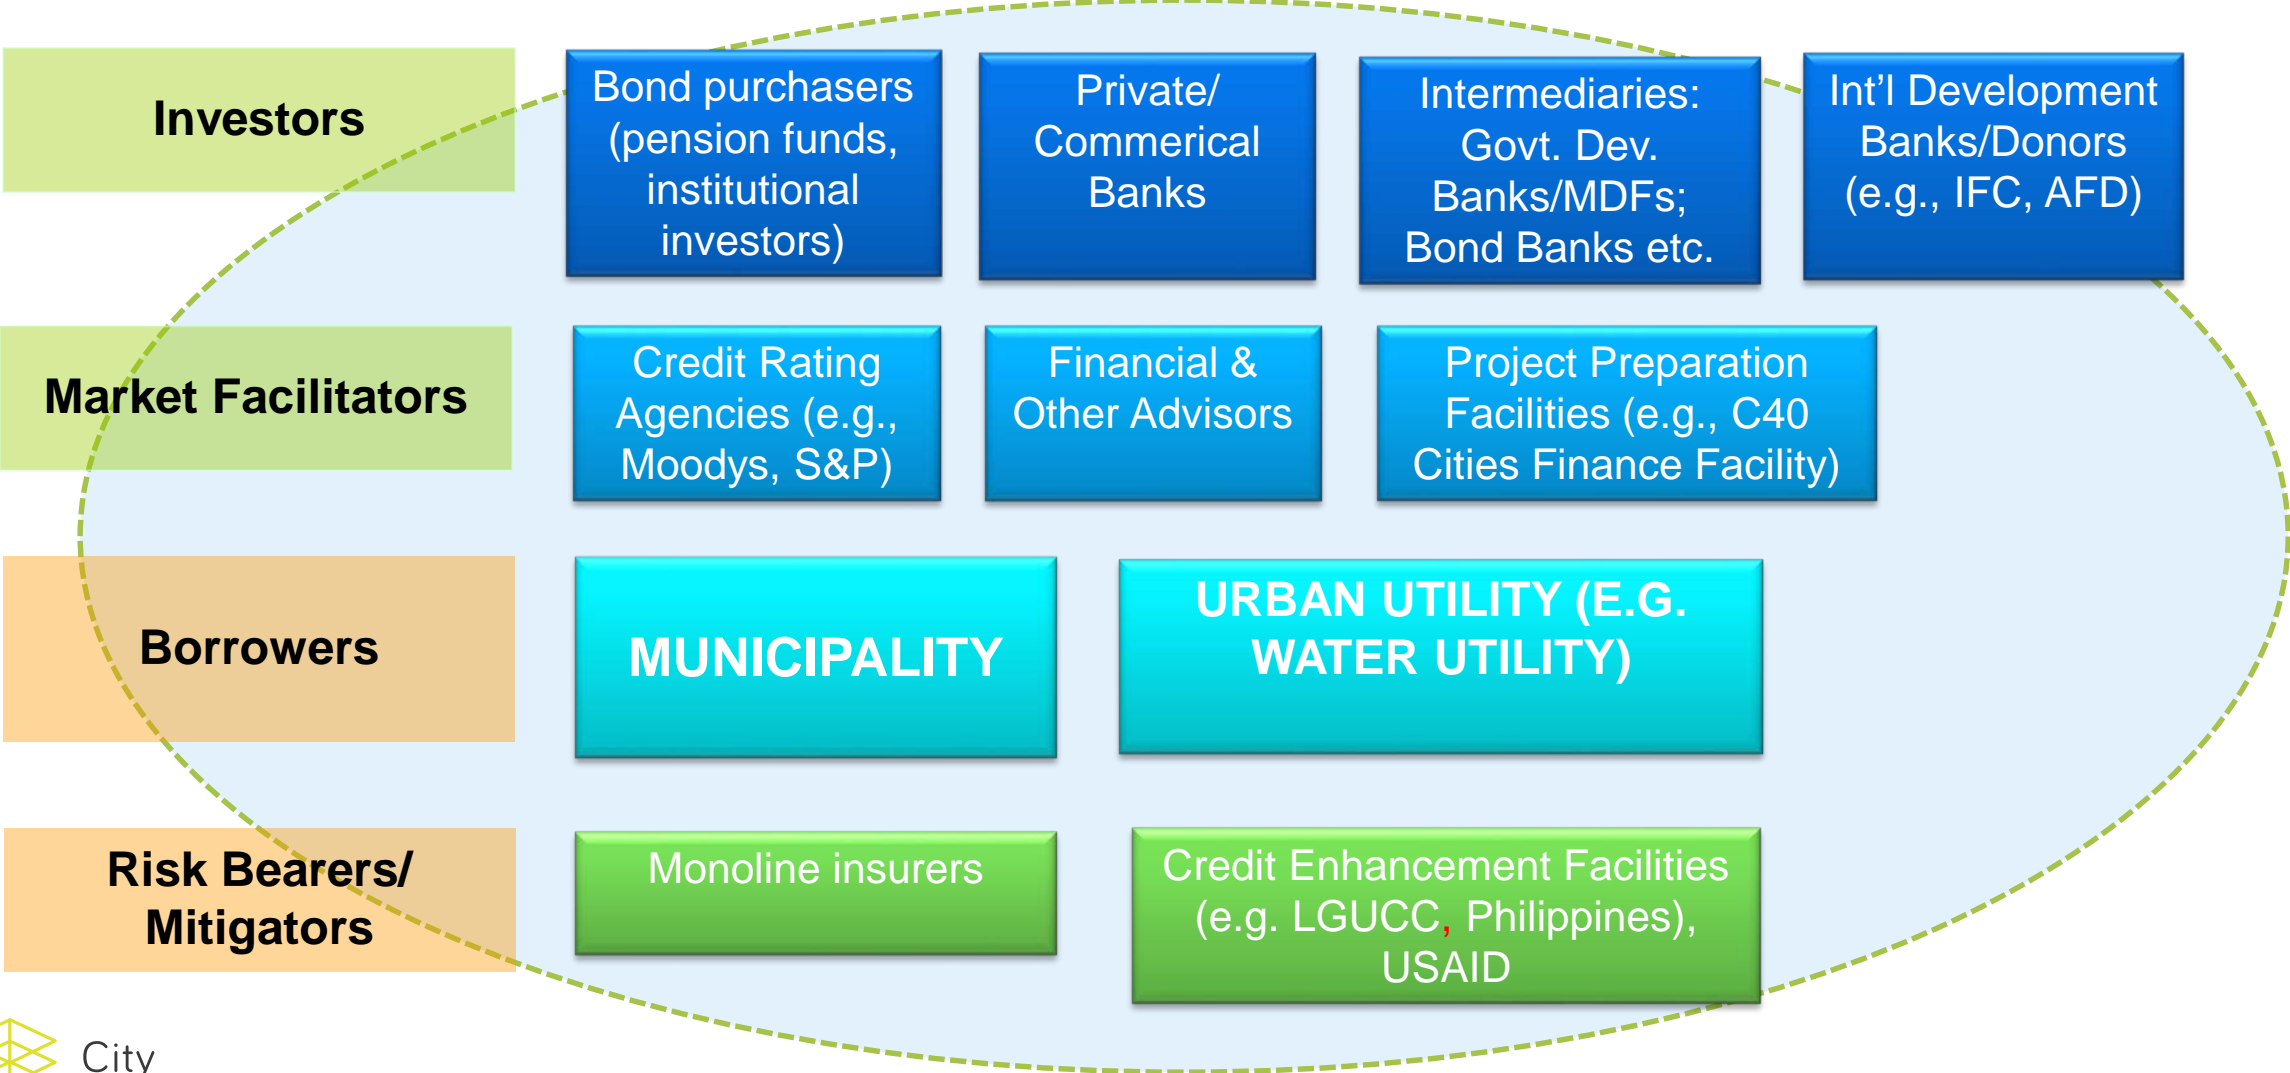 Investors
Bond purchasers
(pension funds,
institutional
investors)
Private/
Commerical
Banks
Intermediaries:
Govt. Dev.
Banks/MDFs;
Bond Banks etc.
Int'l Development
Banks/Donors
(e.g., IFC, AFD)
Market Facilitators
Credit Rating
Agencies (e.g.,
Moodys, S&P)
Financial &
Other Advisors
Project Preparation
Facilities (e.g., C40
Cities Finance Facility)
Borrowers
MUNICIPALITY
URBAN UTILITY (E.G.
WATER UTILITY)
Risk Bearers/
Mitigators
Monoline insurers
Credit Enhancement Facilities
(e.g. LGUCC, Philippines),
USAID
City